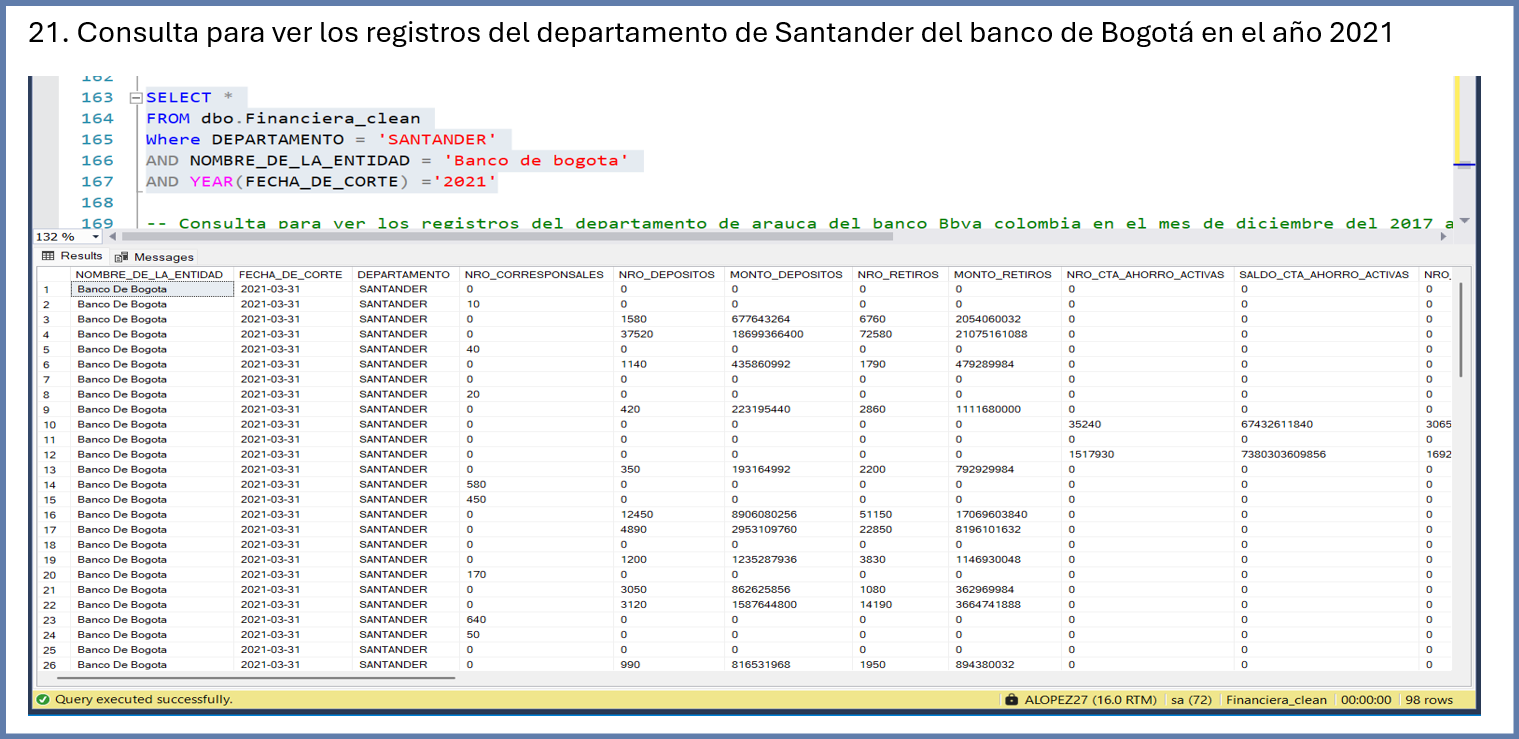 21. Consulta para ver los registros del departamento de Santander del banco de Bogotá en el año 2021
162
163 SELECT *
164 FROM dbo.Financiera_clean
165 Where DEPARTAMENTO = 'SANTANDER'
166 AND NOMBRE_DE_LA_ENTIDAD = 'Banco de bogota'
167 AND YEAR(FECHA_DE_CORTE) ='2021'
168
169 -- Consulta para ver los registros del departamento de arauca del banco Bbva colombia en el mes de diciembre del 2017 a
132 %
Results Messages
NOMBRE_DE_LA_ENTIDAD FECHA_DE_CORTE DEPARTAMENTO NRO_CORRESPONSALES NRO_DEPOSITOS MONTO_DEPOSITOS NRO_RETIROS MONTO_RETIROS NRO_CTA_AHORRO_ACTIVAS SALDO_CTA_AHORRO_ACTIVAS NRO_
1 Banco De Bogota 2021-03-31 SANTANDER 0 0 0 0 0 0 0 0
2 Banco De Bogota 2021-03-31 SANTANDER 10 0 0 0 0 0 0 0
3 Banco De Bogota 2021-03-31 SANTANDER 0 1580 677643264 6760 2054060032 0 0 0
4 Banco De Bogota 2021-03-31 SANTANDER 0 37520 18699366400 72580 21075161088 0 0 0
5 Banco De Bogota 2021-03-31 SANTANDER 40 0 0 0 0 0 0 0
6 Banco De Bogota 2021-03-31 SANTANDER 0 1140 435860992 1790 479289984 0 0 0
7 Banco De Bogota 2021-03-31 SANTANDER 0 0 0 0 0 0 0 0
8 Banco De Bogota 2021-03-31 SANTANDER 20 0 0 0 0 0 0 0
9 Banco De Bogota 2021-03-31 SANTANDER 0 420 223195440 2860 1111680000 0 0 0
10 Banco De Bogota 2021-03-31 SANTANDER 0 0 0 0 0 35240 67432611840 3065
11 Banco De Bogota 2021-03-31 SANTANDER 0 0 0 0 0 0 0 0
12 Banco De Bogota 2021-03-31 SANTANDER 0 0 0 0 0 1517930 7380303609856 1692
13 Banco De Bogota 2021-03-31 SANTANDER 0 350 193164992 2200 792929984 0 0 0
14 Banco De Bogota 2021-03-31 SANTANDER 580 0 0 0 0 0 0 0
15 Banco De Bogota 2021-03-31 SANTANDER 450 0 0 0 0 0 0 0
16 Banco De Bogota 2021-03-31 SANTANDER 0 12450 8906080256 51150 17069603840 0 0 0
17 Banco De Bogota 2021-03-31 SANTANDER 0 4890 2953109760 22850 8196101632 0 0 0
18 Banco De Bogota 2021-03-31 SANTANDER 0 0 0 0 0 0 0 0
19 Banco De Bogota 2021-03-31 SANTANDER 0 1200 1235287936 3830 1146930048 0 0 0
20 Banco De Bogota 2021-03-31 SANTANDER 170 0 0 0 0 0 0 0
21 Banco De Bogota 2021-03-31 SANTANDER 0 3050 862625856 1080 362969984 0 0 0
22 Banco De Bogota 2021-03-31 SANTANDER 0 3120 1587644800 14190 3664741888 0 0 0
23 Banco De Bogota 2021-03-31 SANTANDER 640 0 0 0 0 0 0 0
24 Banco De Bogota 2021-03-31 SANTANDER 50 0 0 0 0 0 0 0
25 Banco De Bogota 2021-03-31 SANTANDER 0 0 0 0 0 0 0 0
26 Banco De Bogota 2021-03-31 SANTANDER 0 990 816531968 1950 894380032 0 0 0
Query executed successfully. ALOPEZ27 (16.0 RTM) sa (72) Financiera_clean 00:00:00 98 rows